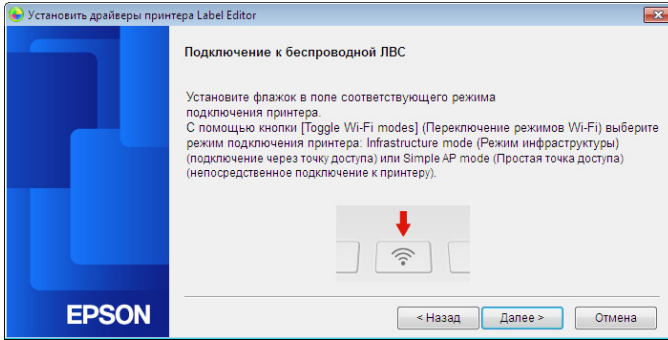 Установить драйверы принтера Label Editor
Подключение к беспроводной ЛВС
Установите флажок в поле соответствующего режима
подключения принтера.
С помощью кнопки [Toggle Wi-Fi modes] (Переключение режимов Wi-Fi) выберите
режим подключения принтера: Infrastructure mode (Режим инфраструктуры)
(подключение через точку доступа) или Simple AP mode (Простая точка доступа)
(непосредственное подключение к принтеру).
EPSON
< Назад
Далее >
Отмена